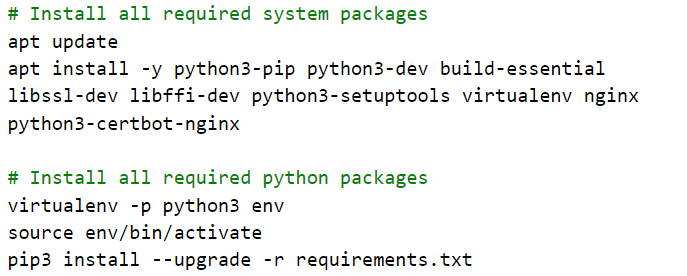 # Install all required system packages
apt update
apt install -y python3-pip python3-dev build-essential
libssl-dev libffi-dev python3-setuptools virtualenv nginx
python3-certbot-nginx

# Install all required python packages
virtualenv -p python3 env
source env/bin/activate
pip3 install --upgrade -r requirements.txt